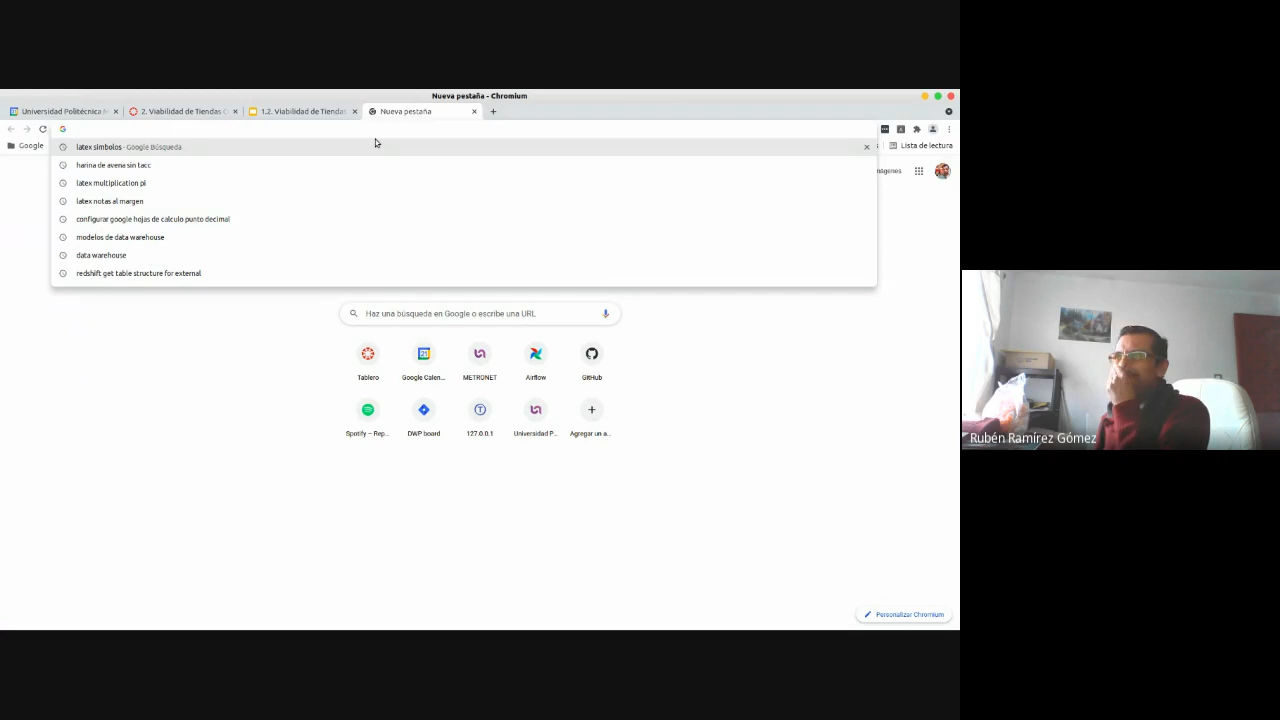 Nueva pestaña - Chromium
Universidad Politécnica
2. Viabilidad de Tiendas
1.2. Viabilidad de Tiendas
Nueva pestaña
Google
latex simbolos - Google Búsqueda
Lista de lectura
harina de avena sin tacc
latex multiplication pi
latex notas al margen
configurar google hojas de calculo punto decimal
modelos de data warehouse
data warehouse
redshift get table structure for external
Haz una búsqueda en Google o escribe una URL
Tablero
Google Calen...
METRONET
Airflow
GitHub
Spotify – Rep...
DWP board
127.0.0.1
Universidad P...
Agregar un a...
Personalizar Chromium
Rubén Ramírez Gómez